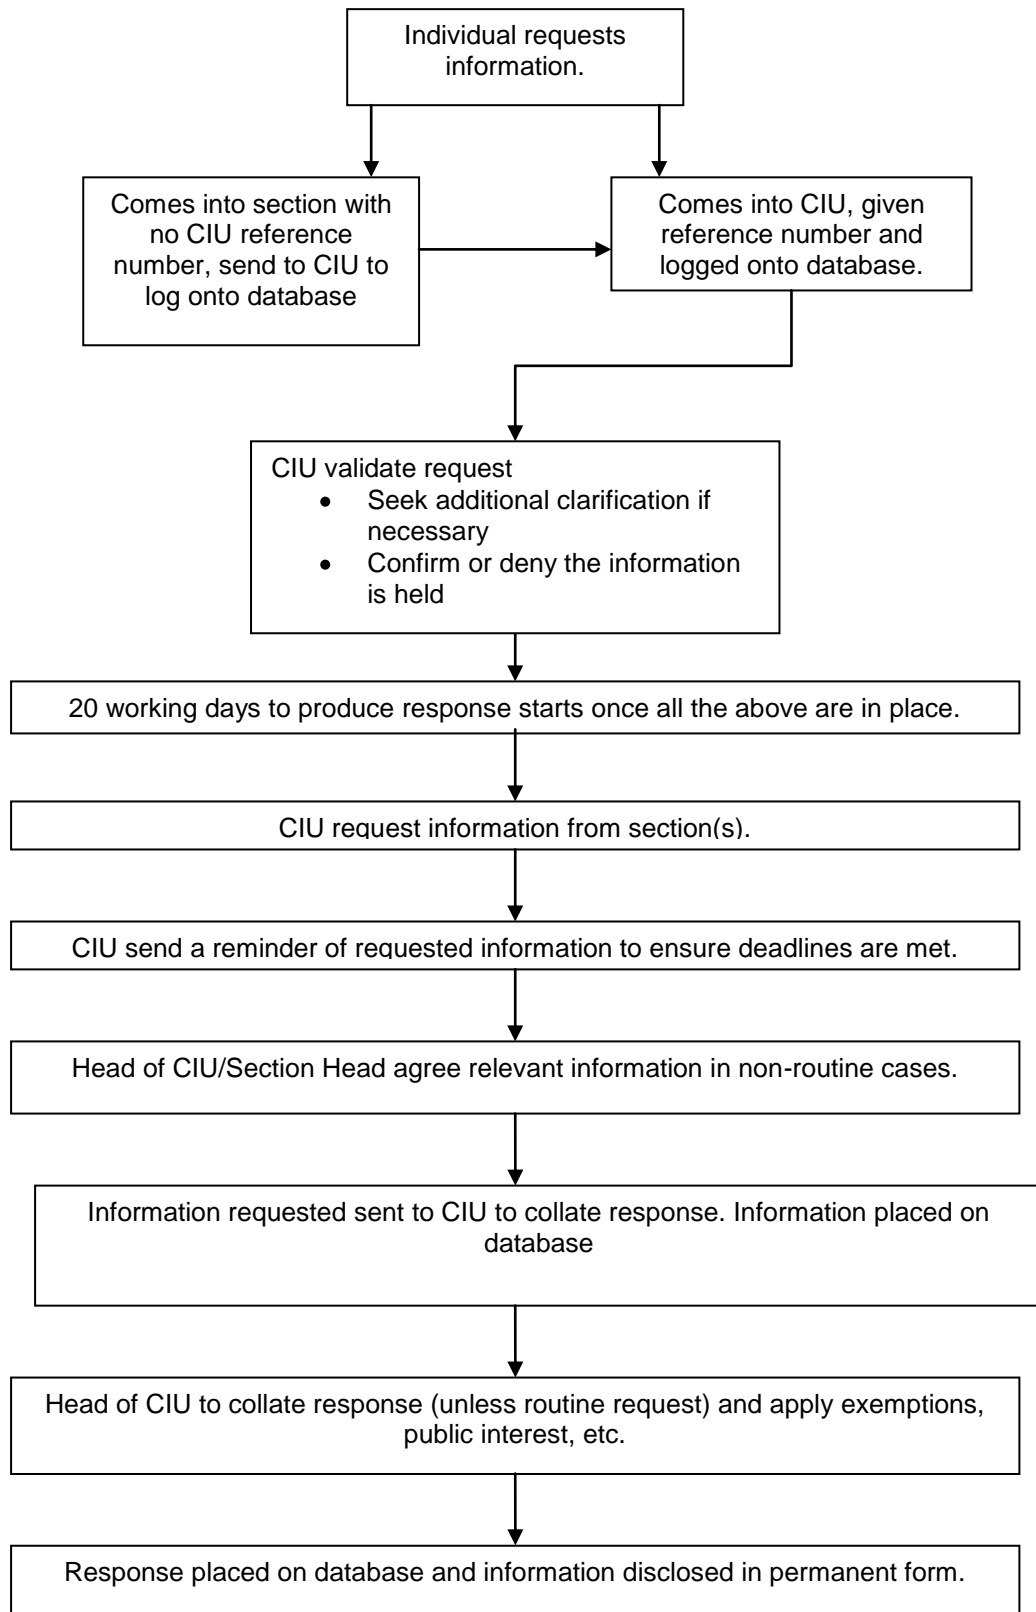 Individual requests
information.
Comes into section with
no CIU reference
number, send to CIU to
log onto database
Comes into CIU, given
reference number and
logged onto database.
CIU validate request
• Seek additional clarification if
necessary
• Confirm or deny the information
is held
20 working days to produce response starts once all the above are in place.
CIU request information from section(s).
CIU send a reminder of requested information to ensure deadlines are met.
Head of CIU/Section Head agree relevant information in non-routine cases.
Information requested sent to CIU to collate response. Information placed on
database
Head of CIU to collate response (unless routine request) and apply exemptions,
public interest, etc.
Response placed on database and information disclosed in permanent form.